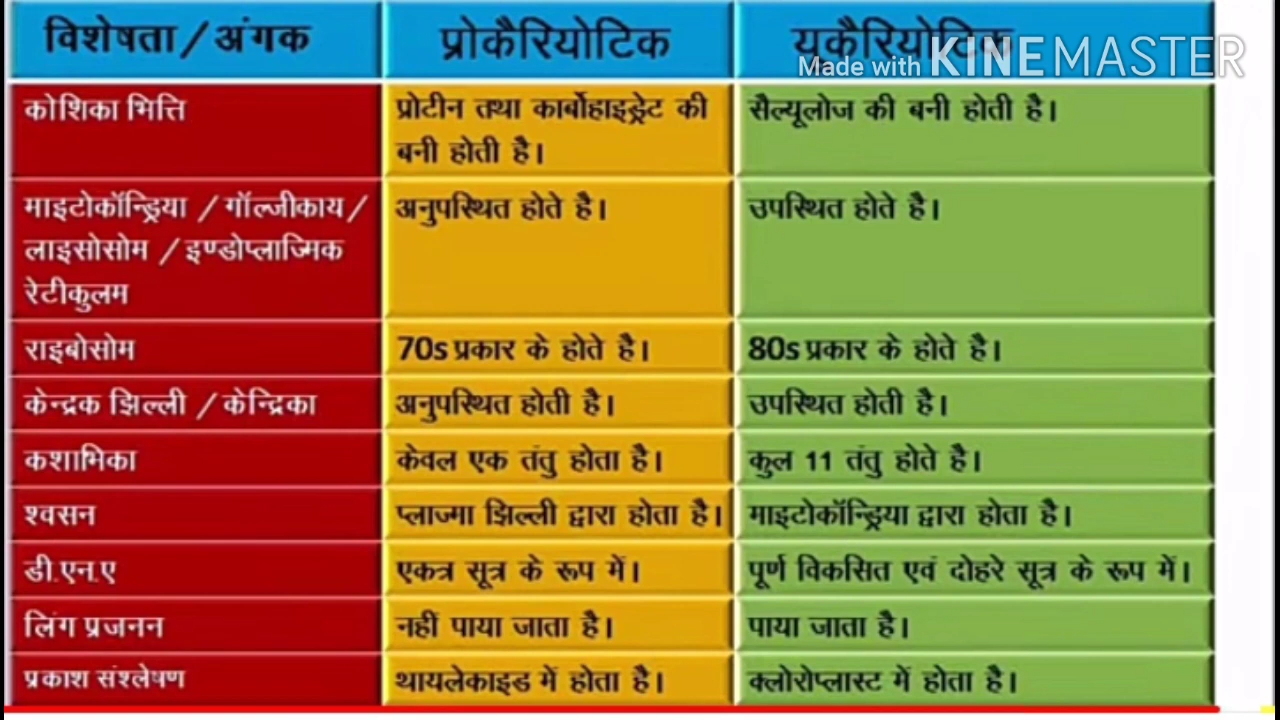 विशेषता / अंगक
प्रोकैरियोटिक
यूकैरियोटिक
Made with KINEMASTER
कोशिका भित्ति
प्रोटीन तथा कार्बोहाइड्रेट की
बनी होती है।
सैल्यूलोज की बनी होती है।
माइटोकॉन्ड्रिया / गॉल्जीकाय /
लाइसोसोम / इण्डोप्लाज्मिक
रेटीकुलम
अनुपस्थित होते है।
उपस्थित होते है।
राइबोसोम
70s प्रकार के होते है।
80s प्रकार के होते है।
केन्द्रक झिल्ली / केन्द्रिका
अनुपस्थित होती है।
उपस्थित होती है।
कशाभिका
केवल एक तंतु होता है।
कुल 11 तंतु होते है।
श्वसन
प्लाज्मा झिल्ली द्वारा होता है।
माइटोकॉन्ड्रिया द्वारा होता है।
डी.एन.ए
एकत्र सूत्र के रूप में।
पूर्ण विकसित एवं दोहरे सूत्र के रूप में।
लिंग प्रजनन
नहीं पाया जाता है।
पाया जाता है।
प्रकाश संश्लेषण
थायलेकाइड में होता है।
क्लोरोप्लास्ट में होता है।